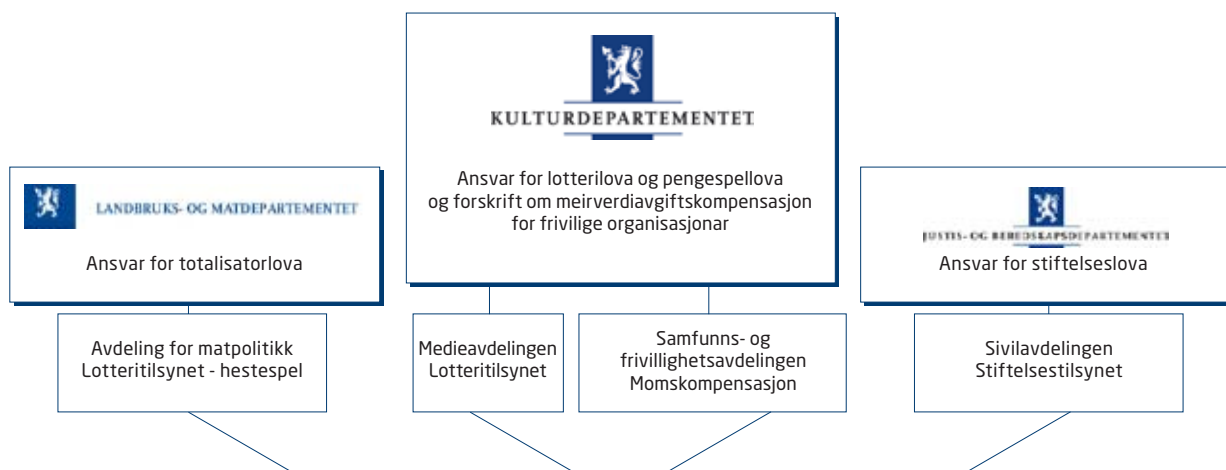 KULTURDEPARTEMENTET
Ansvar for lotterilova og pengespellova
og forskrift om meirverdiavgiftskompensasjon
for frivilige organisasjonar
LANDBRUKS- OG MATDEPARTEMENTET
Ansvar for totalisatorlova
JUSTIS- OG BEREDSKAPSDEPARTEMENTET
Ansvar for stiftelseslova
Avdeling for matpolitikk
Lotteritilsynet - hestespel
Medieavdelingen
Lotteritilsynet
Samfunns- og
frivillighetsavdelingen
Momskompensasjon
Sivilavdelingen
Stiftelsestilsynet